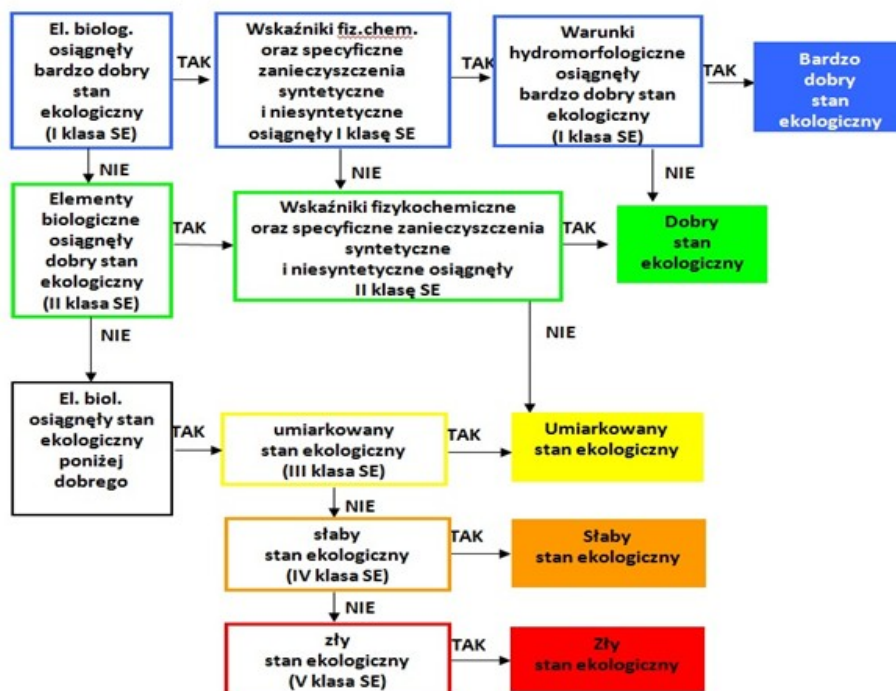 El. biolog.
osiągnęły
bardzo dobry
stan
ekologiczny
(I klasa SE)
TAK
Wskaźniki fiz.chem.
oraz specyficzne
zanieczyszczenia
syntetyczne
i niesyntetyczne
osiągnęły I klasę SE
TAK
Warunki
hydromorfologiczne
osiągnęły
bardzo dobry stan
ekologiczny
(I klasa SE)
TAK
Bardzo
dobry
stan
ekologiczny
NIE
NIE
NIE
Elementy
biologiczne
osiągnęły
dobry stan
ekologiczny
(II klasa SE)
TAK
Wskaźniki fizykochemiczne
oraz specyficzne zanieczyszczenia
syntetyczne
i niesyntetyczne osiągnęły
II klasę SE
TAK
Dobry
stan
ekologiczny
NIE
NIE
El. biol.
osiągnęły stan
ekologiczny
poniżej
dobrego
TAK
umiarkowany
stan ekologiczny
(III klasa SE)
TAK
Umiarkowany
stan ekologiczny
NIE
słaby
stan ekologiczny
(IV klasa SE)
TAK
Słaby
stan ekologiczny
NIE
zły
stan ekologiczny
(V klasa SE)
TAK
Zły
stan ekologiczny